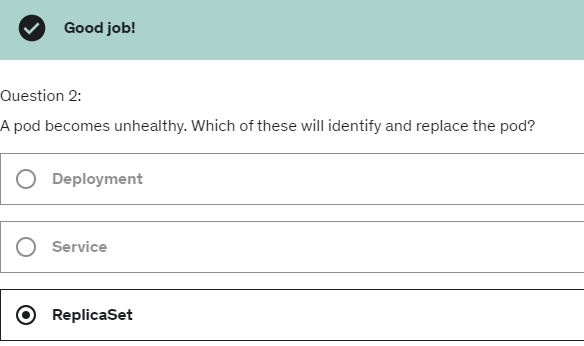 Good job!
Question 2:
A pod becomes unhealthy. Which of these will identify and replace the pod?
Deployment
Service
ReplicaSet